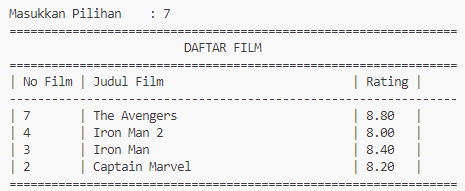 Masukkan Pilihan    : 7
================================================================
                         DAFTAR FILM
================================================================
| No Film | Judul Film                           | Rating |
----------------------------------------------------------------
| 7       | The Avengers                         | 8.80   |
| 4       | Iron Man 2                           | 8.00   |
| 3       | Iron Man                             | 8.40   |
| 2       | Captain Marvel                       | 8.20   |
================================================================